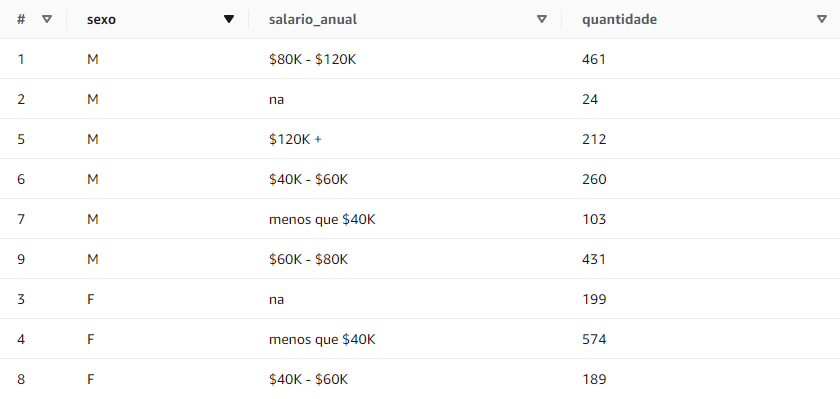 # sexo salario_anual quantidade
1 M $80K - $120K 461
2 M na 24
5 M $120K + 212
6 M $40K - $60K 260
7 M menos que $40K 103
9 M $60K - $80K 431
3 F na 199
4 F menos que $40K 574
8 F $40K - $60K 189